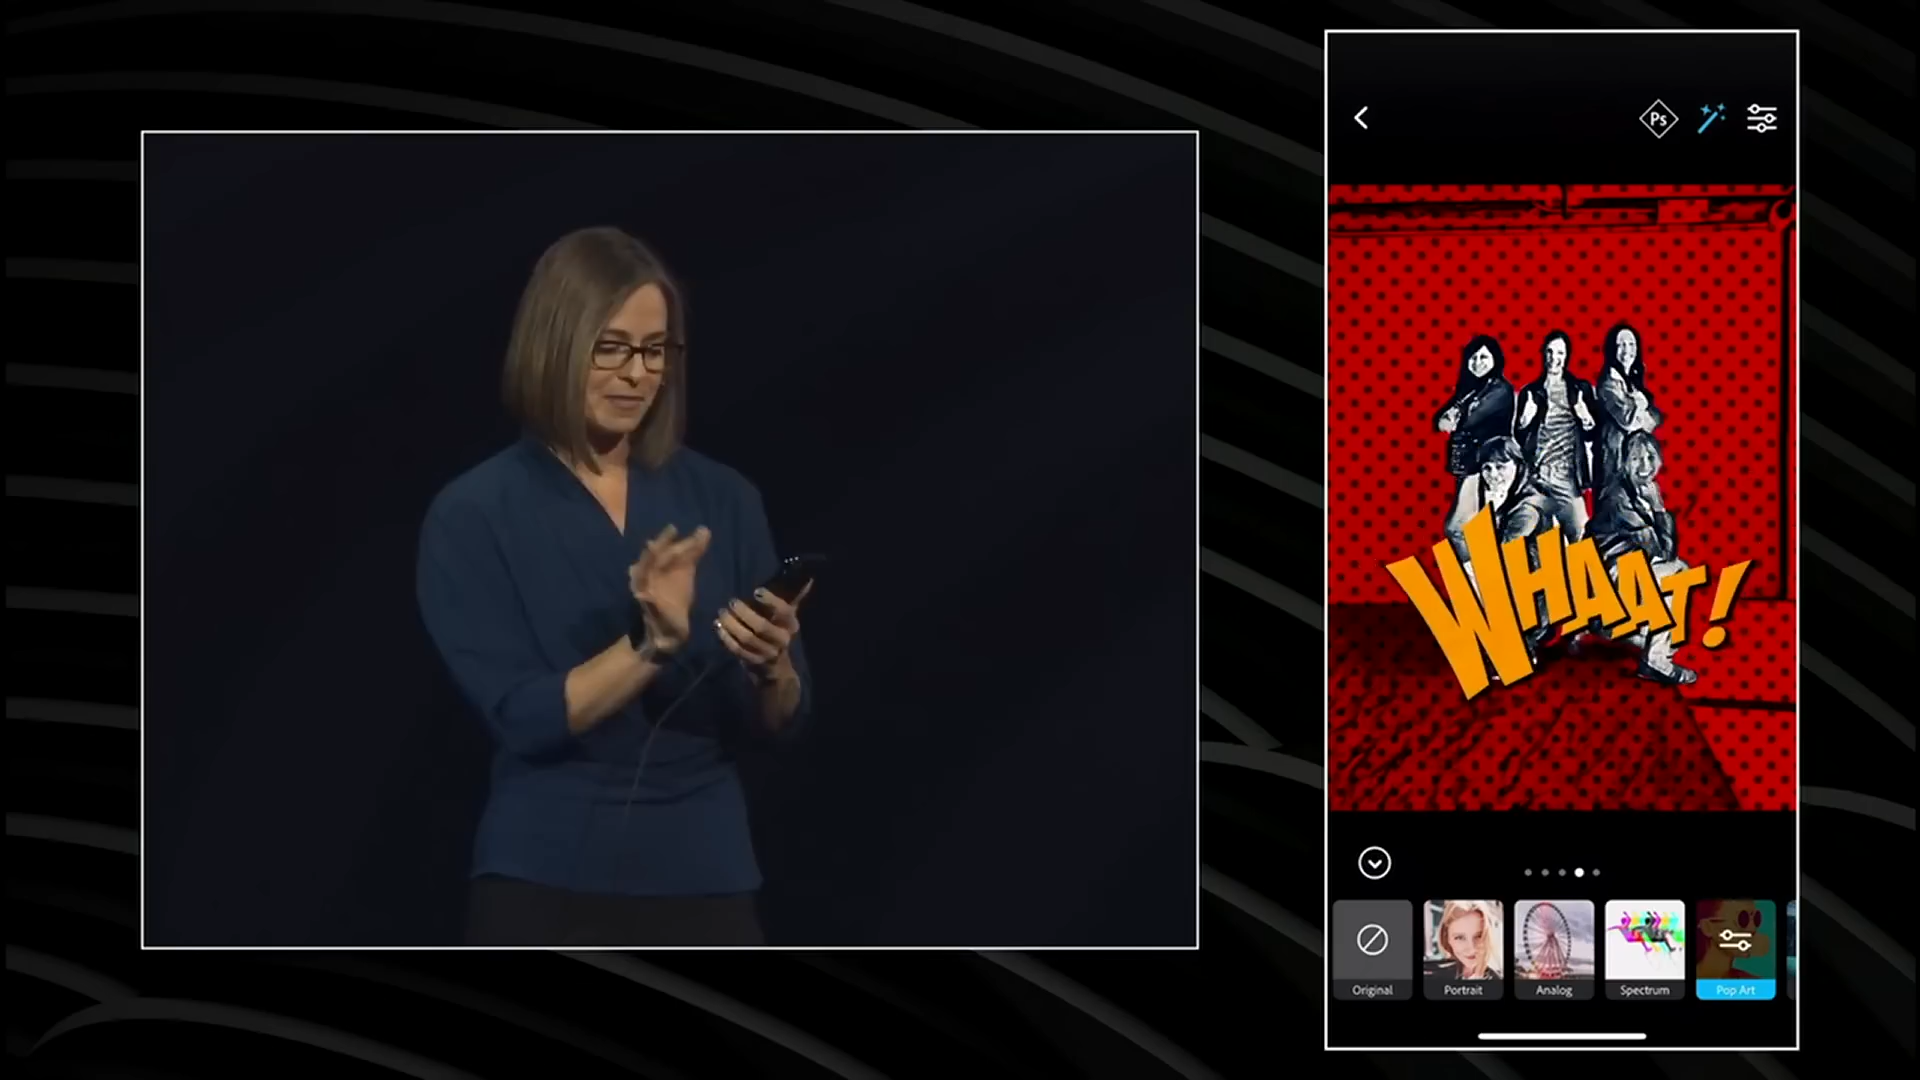 Ps
WHAAT!
Original
Portrait
Analog
Spectrum
Pop Art